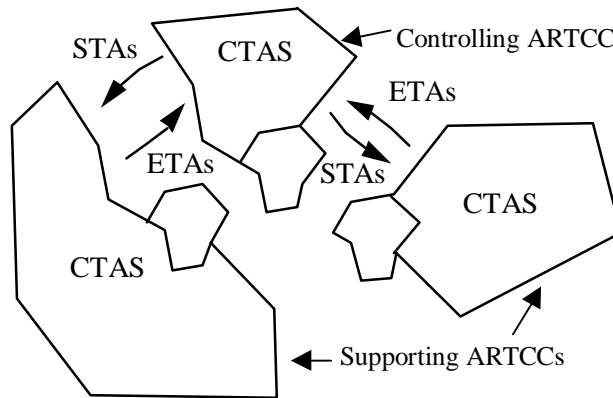 STAs
CTAS
Controlling ARTCC
ETAs
ETAs
STAs
CTAS
CTAS
Supporting ARTCCs